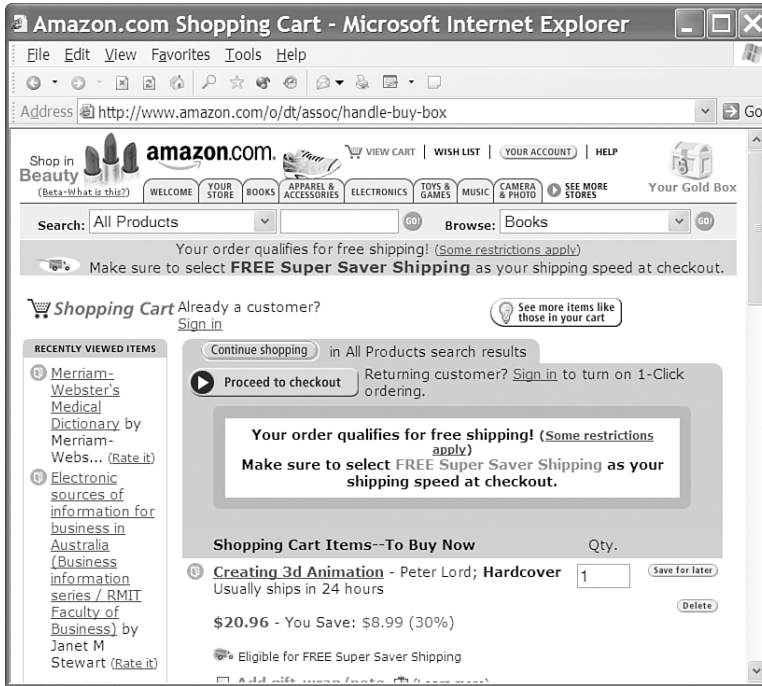 Amazon.com Shopping Cart - Microsoft Internet Explorer
File Edit View Favorites Tools Help
Address http://www.amazon.com/o/dt/assoc/handle-buy-box Go
Shop in
Beauty
(Beta-What is this?)
amazon.com.
VIEW CART | WISH LIST | YOUR ACCOUNT | HELP
Your Gold Box
WELCOME
YOUR STORE
BOOKS
APPAREL & ACCESSORIES
ELECTRONICS
TOYS & GAMES
MUSIC
CAMERA & PHOTO
SEE MORE STORES
Search: All Products GO! Browse: Books GO!
Your order qualifies for free shipping! (Some restrictions apply)
Make sure to select FREE Super Saver Shipping as your shipping speed at checkout.
Shopping Cart Already a customer?
Sign in
See more items like
those in your cart
RECENTLY VIEWED ITEMS
Merriam-
Webster's
Medical
Dictionary by
Merriam-
Webs... (Rate it)
Electronic
sources of
information for
business in
Australia
(Business
information
series / RMIT
Faculty of
Business) by
Janet M
Stewart (Rate it)
Continue shopping in All Products search results
Proceed to checkout
Returning customer? Sign in to turn on 1-Click
ordering.
Your order qualifies for free shipping! (Some restrictions
apply)
Make sure to select FREE Super Saver Shipping as your
shipping speed at checkout.
Shopping Cart Items--To Buy Now Qty.
Creating 3d Animation - Peter Lord; Hardcover 1 Save for later
Usually ships in 24 hours
Delete
$20.96 - You Save: $8.99 (30%)
Eligible for FREE Super Saver Shipping
Add gift-wrap/note (Learn more)